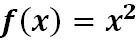 f(x) = x²